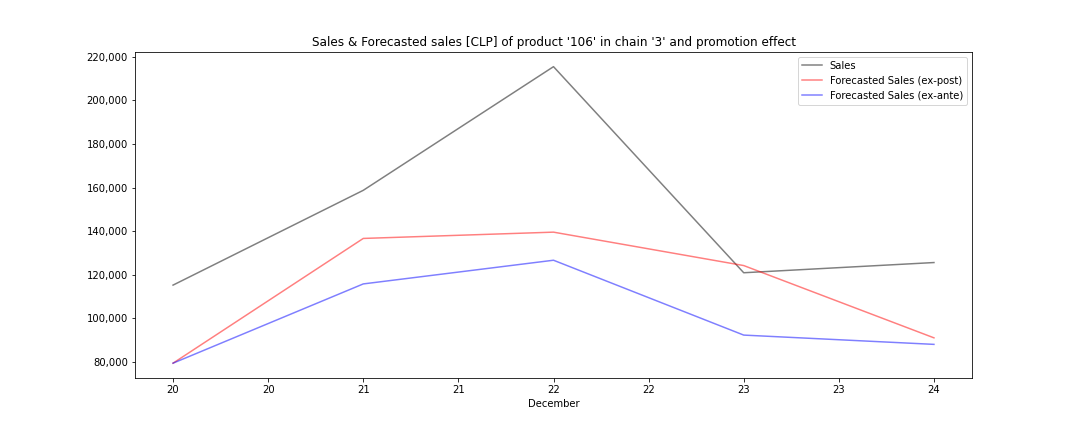 Sales & Forecasted sales [CLP] of product '106' in chain '3' and promotion effect
220,000
200,000
180,000
160,000
140,000
120,000
100,000
80,000
Sales
Forecasted Sales (ex-post)
Forecasted Sales (ex-ante)
20 20 21 21 22 22 23 23 24
December